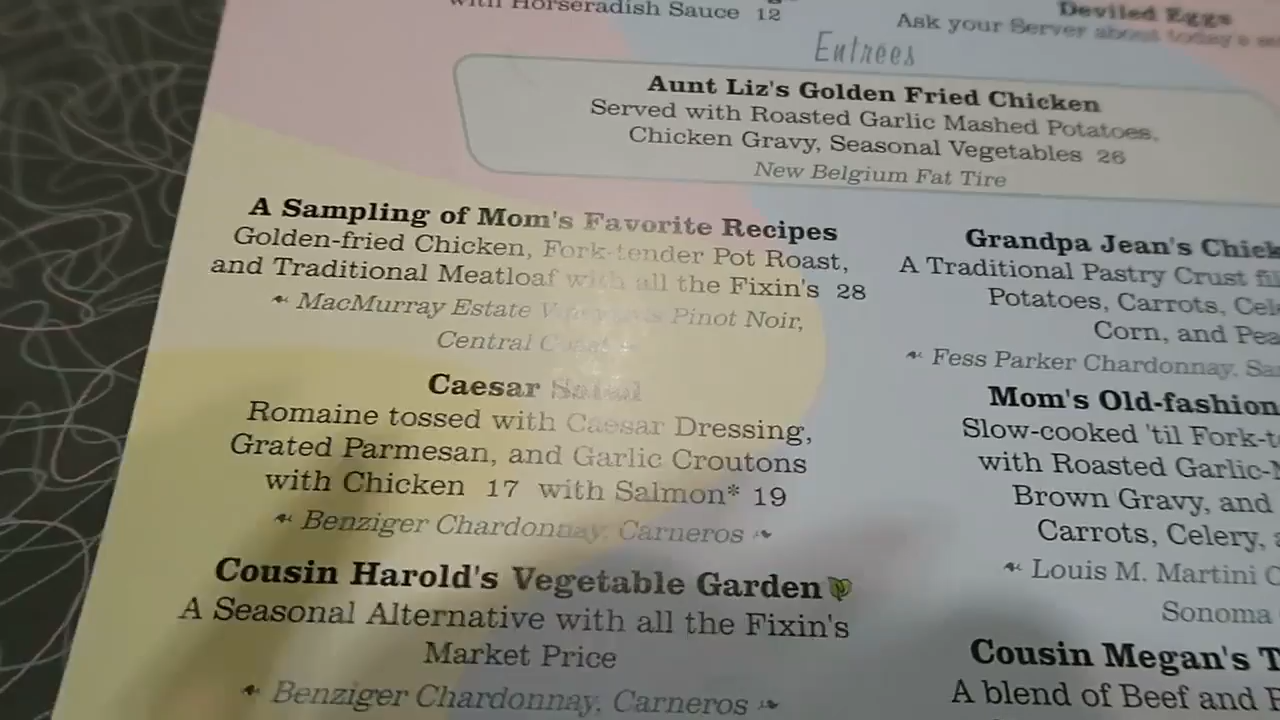 with Horseradish Sauce 12
Deviled Eggs
Ask your Server about today's
Entrees
Aunt Liz's Golden Fried Chicken
Served with Roasted Garlic Mashed Potatoes,
Chicken Gravy, Seasonal Vegetables 26
New Belgium Fat Tire
A Sampling of Mom's Favorite Recipes
Golden-fried Chicken, Fork-tender Pot Roast,
and Traditional Meatloaf with all the Fixin's 28
MacMurray Estate Pinot Noir,
Central
Caesar Salad
Romaine tossed with Caesar Dressing,
Grated Parmesan, and Garlic Croutons
with Chicken 17 with Salmon* 19
Benziger Chardonnay, Carneros
Cousin Harold's Vegetable Garden
A Seasonal Alternative with all the Fixin's
Market Price
Benziger Chardonnay, Carneros
Grandpa Jean's
A Traditional Pastry Crust
Potatoes, Carrots,
Corn, and
Fess Parker Chardonnay,
Mom's Old-fashion
Slow-cooked 'til
with Roasted
Brown Gravy, and
Carrots, Celery,
Louis M. Martini
Sonoma
Cousin Megan's
A blend of Beef and